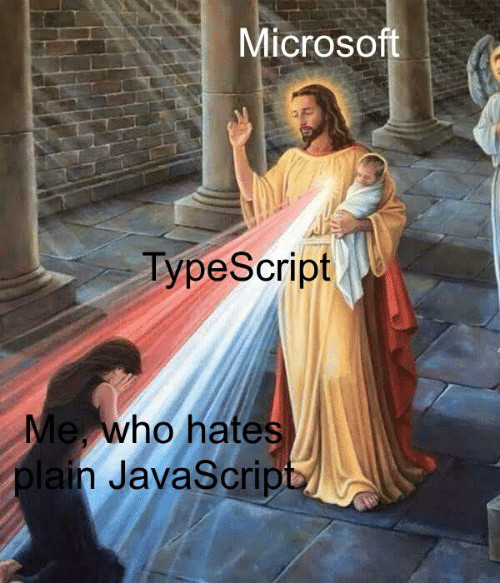 Microsoft
TypeScript
Me, who hates
plain JavaScript